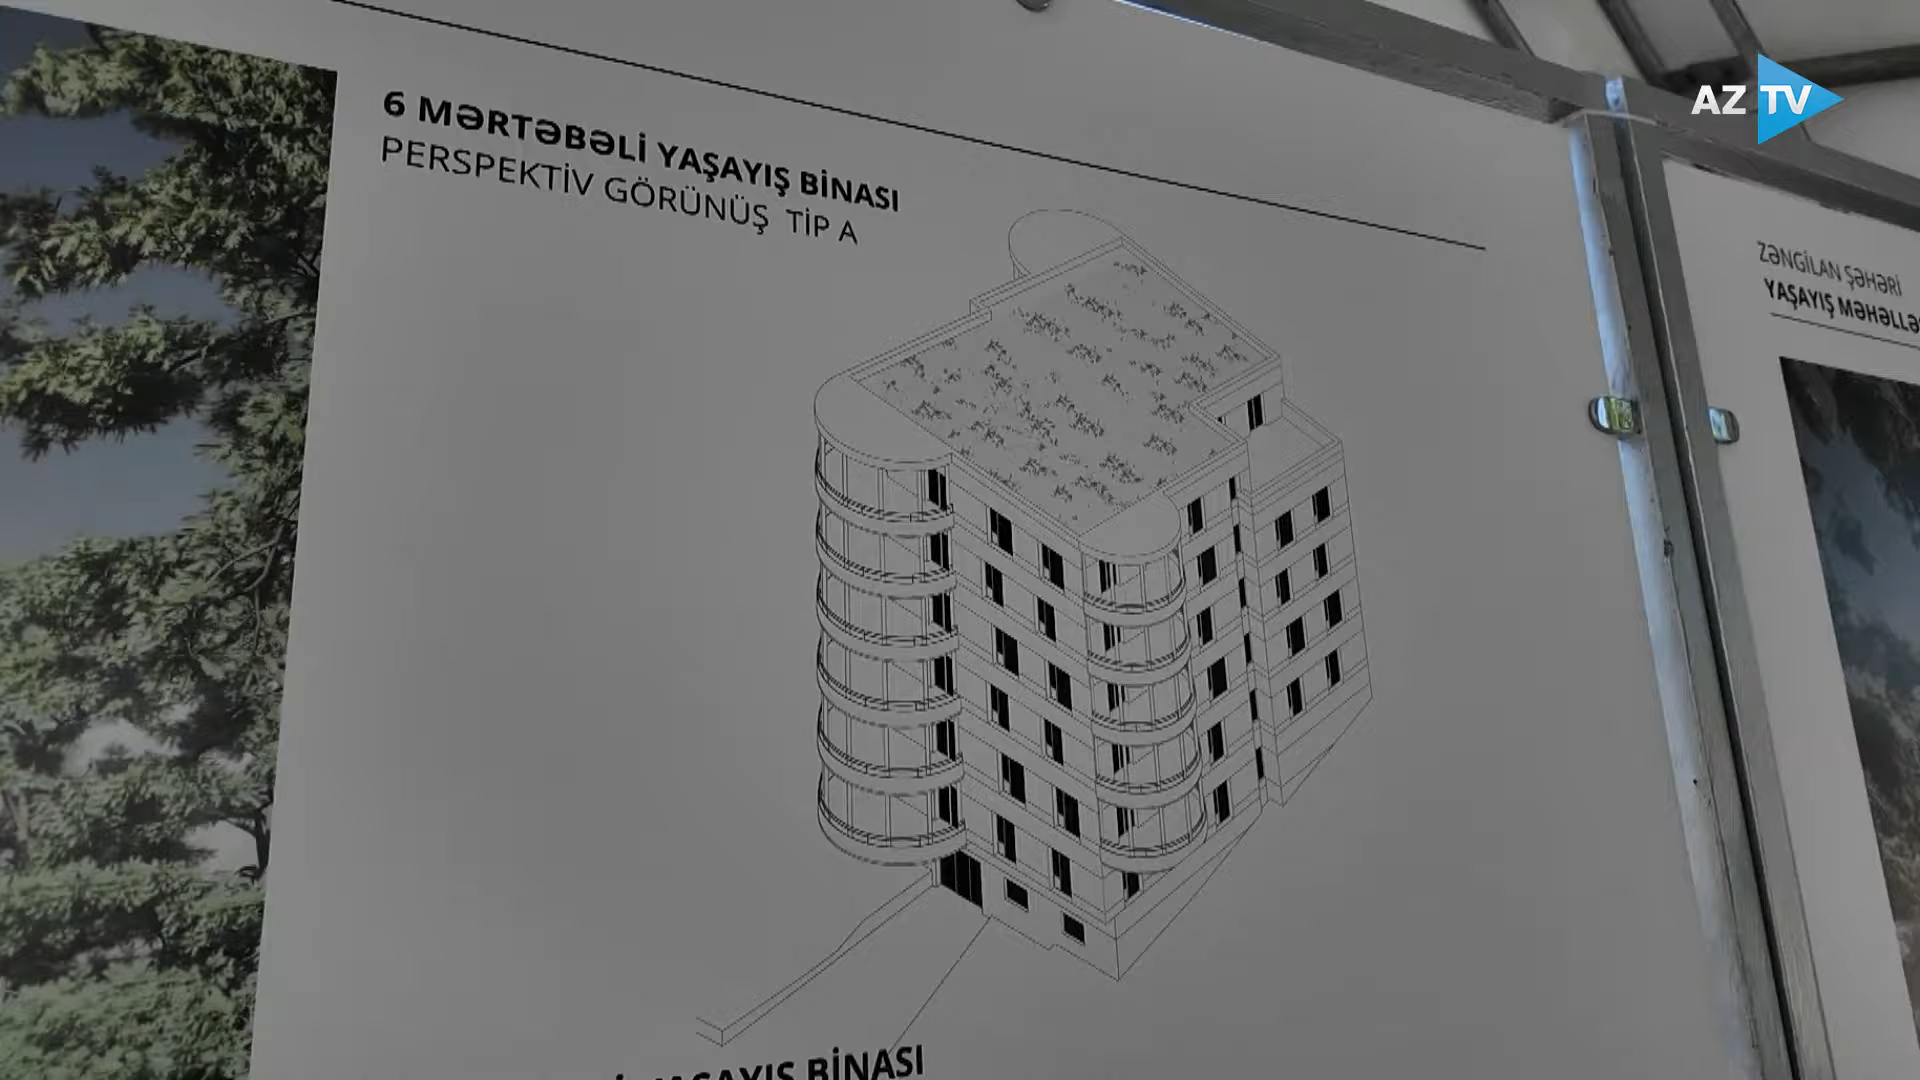 AZ TV
6 MƏRTƏBƏLİ YAŞAYIŞ BİNASI
PERSPEKTİV GÖRÜNÜŞ TİP A
ZƏNGİLAN ŞƏHƏRİ
YAŞAYIŞ
BİNASI